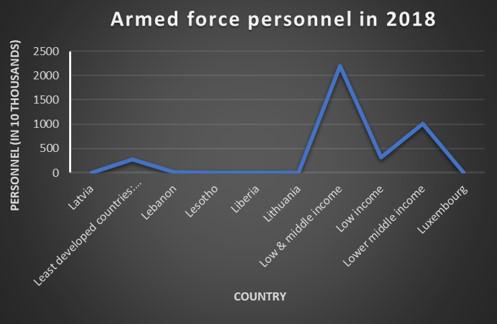 Armed force personnel in 2018
PERSONNEL (IN 10 THOUSANDS)
2500
2000
1500
1000
500
0
Latvia
Least developed countries:...
Lebanon
Lesotho
Liberia
Lithuania
Low & middle income
Low income
Lower middle income
Luxembourg
COUNTRY